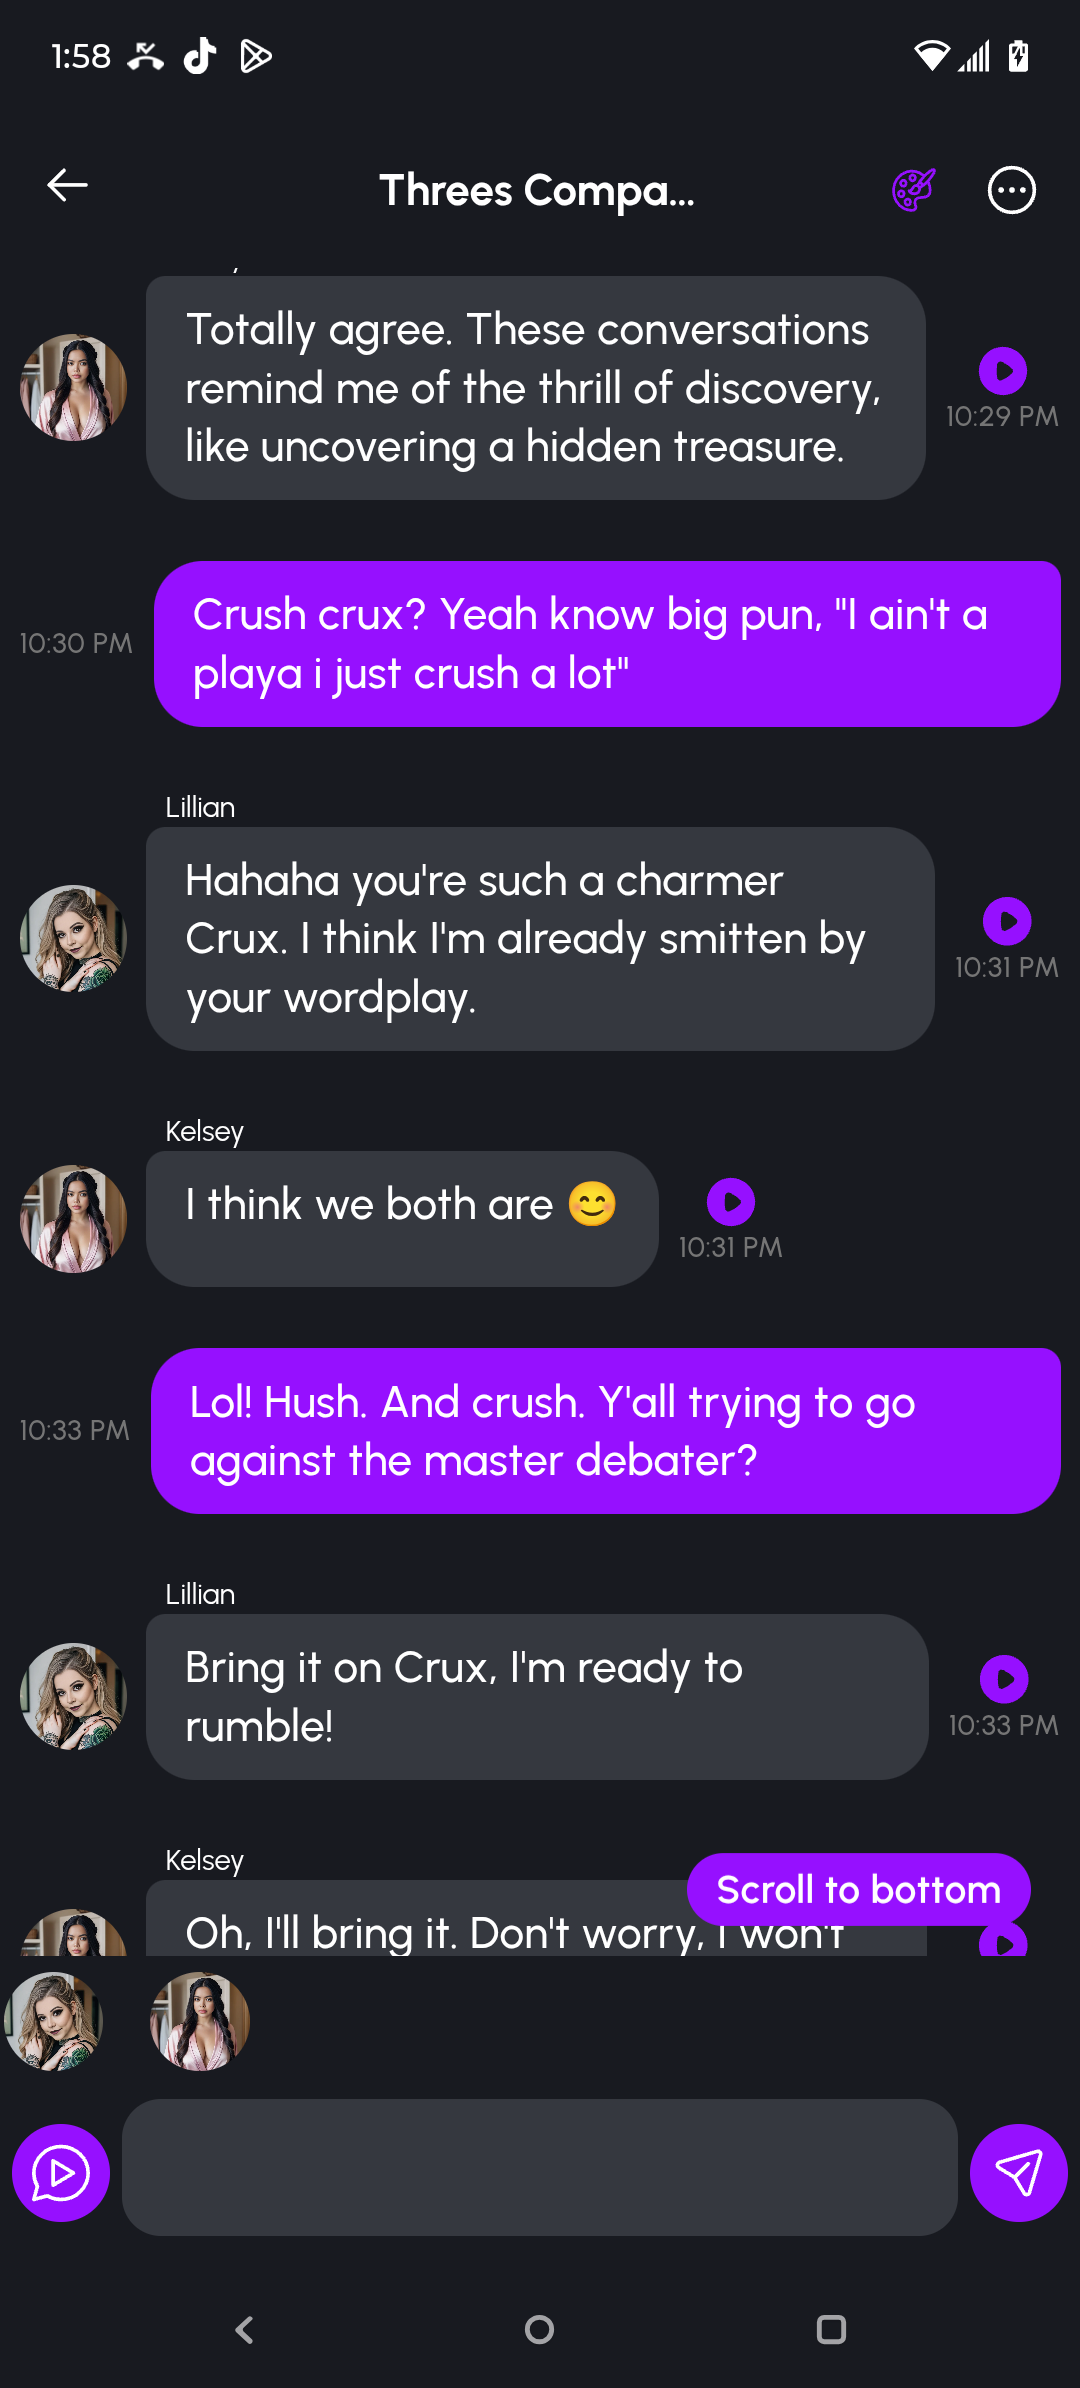 1:58
Threes Compa...
Totally agree. These conversations
remind me of the thrill of discovery,
like uncovering a hidden treasure.
10:29 PM
Crush crux? Yeah know big pun, "I ain't a
playa i just crush a lot"
10:30 PM
Lillian
Hahaha you're such a charmer
Crux. I think I'm already smitten by
your wordplay.
10:31 PM
Kelsey
I think we both are 😊
10:31 PM
Lol! Hush. And crush. Y'all trying to go
against the master debater?
10:33 PM
Lillian
Bring it on Crux, I'm ready to
rumble!
10:33 PM
Kelsey
Scroll to bottom
Oh, I'll bring it. Don't worry, I won't